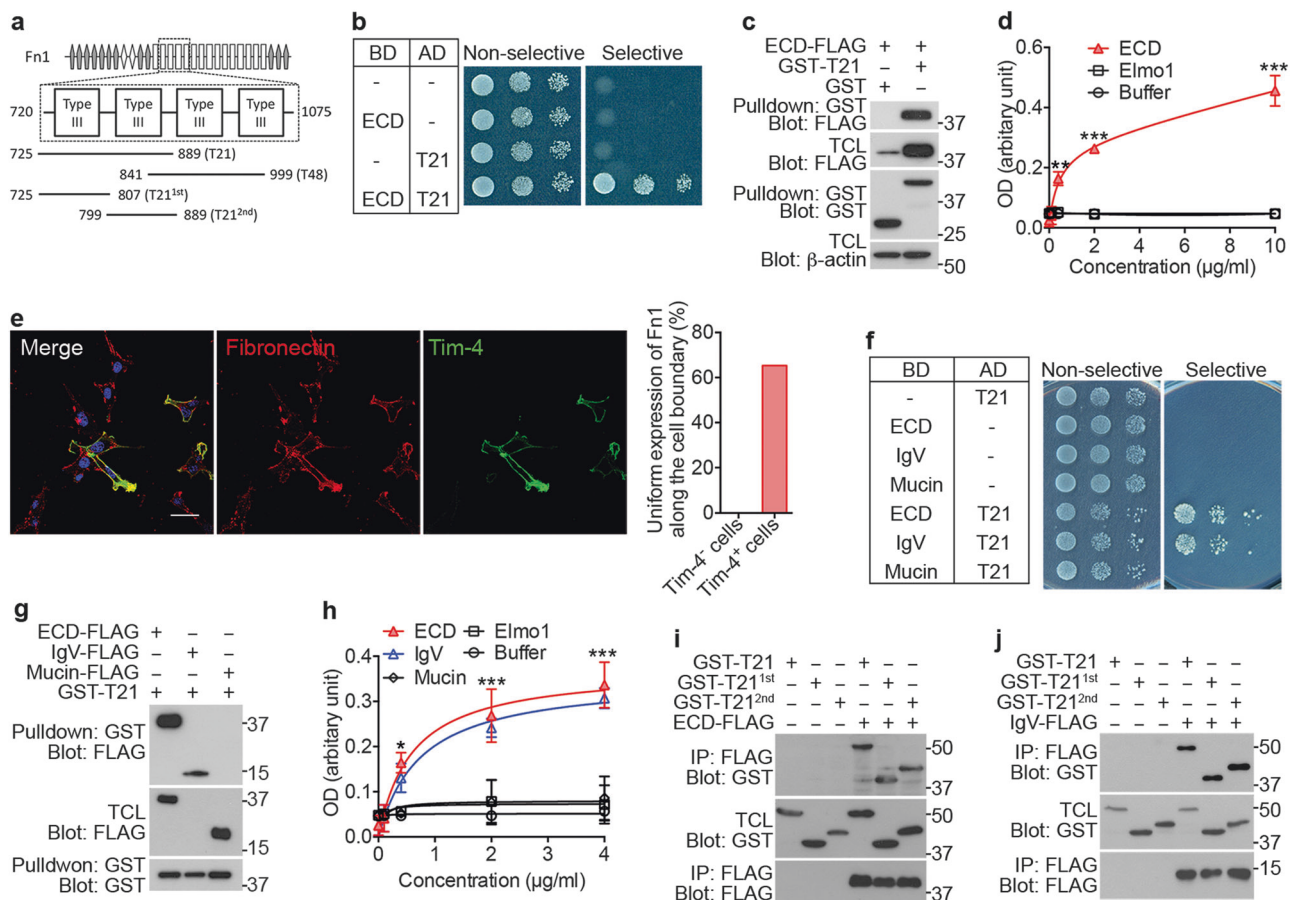 a
Fn1
720
Type III
Type III
Type III
Type III
1075
725
889 (T21)
841
999 (T48)
725
807 (T211st)
799
889 (T212nd)
b
BD AD Non-selective Selective
- -
ECD -
- T21
ECD T21
c
ECD-FLAG + +
GST-T21 − +
GST + −
Pulldown: GST
Blot: FLAG
-37
TCL
Blot: FLAG
-37
Pulldown: GST
Blot: GST
-25
TCL
Blot: β-actin
-50
d
OD (arbitary unit)
0.6
0.4
0.2
0.0
0 2 4 6 8 10
Concentration (µg/ml)
ECD
Elmo1
Buffer
**
***
***
e
Merge
Fibronectin
Tim-4
Uniform expression of Fn1
along the cell boundary (%)
80
60
40
20
0
Tim-4- cells
Tim-4+ cells
f
BD AD Non-selective Selective
- T21
ECD -
IgV -
Mucin -
ECD T21
IgV T21
Mucin T21
g
ECD-FLAG + − −
IgV-FLAG − + −
Mucin-FLAG − − +
GST-T21 + + +
Pulldown: GST
Blot: FLAG
-37
-15
TCL
Blot: FLAG
-37
-15
Pulldwon: GST
Blot: GST
-37
h
ECD
IgV
Mucin
Elmo1
Buffer
OD (arbitary unit)
0.4
0.3
0.2
0.1
0.0
0 1 2 3 4
Concentration (µg/ml)
*
***
***
i
GST-T21 + − − + − −
GST-T211st − + − − + −
GST-T212nd − − + − − +
ECD-FLAG − − − + + +
IP: FLAG
Blot: GST
-50
-37
TCL
Blot: GST
-50
-37
IP: FLAG
Blot: FLAG
-37
j
GST-T21 + − − + − −
GST-T211st − + − − + −
GST-T212nd − − + − − +
IgV-FLAG − − − + + +
IP: FLAG
Blot: GST
-50
-37
TCL
Blot: GST
-50
-37
IP: FLAG
Blot: FLAG
-15